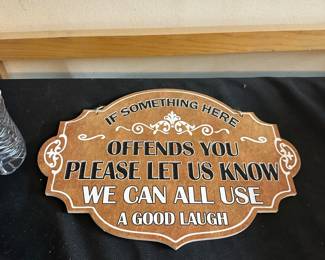 IF SOMETHING HERE
OFFENDS YOU
PLEASE LET US KNOW
WE CAN ALL USE
A GOOD LAUGH